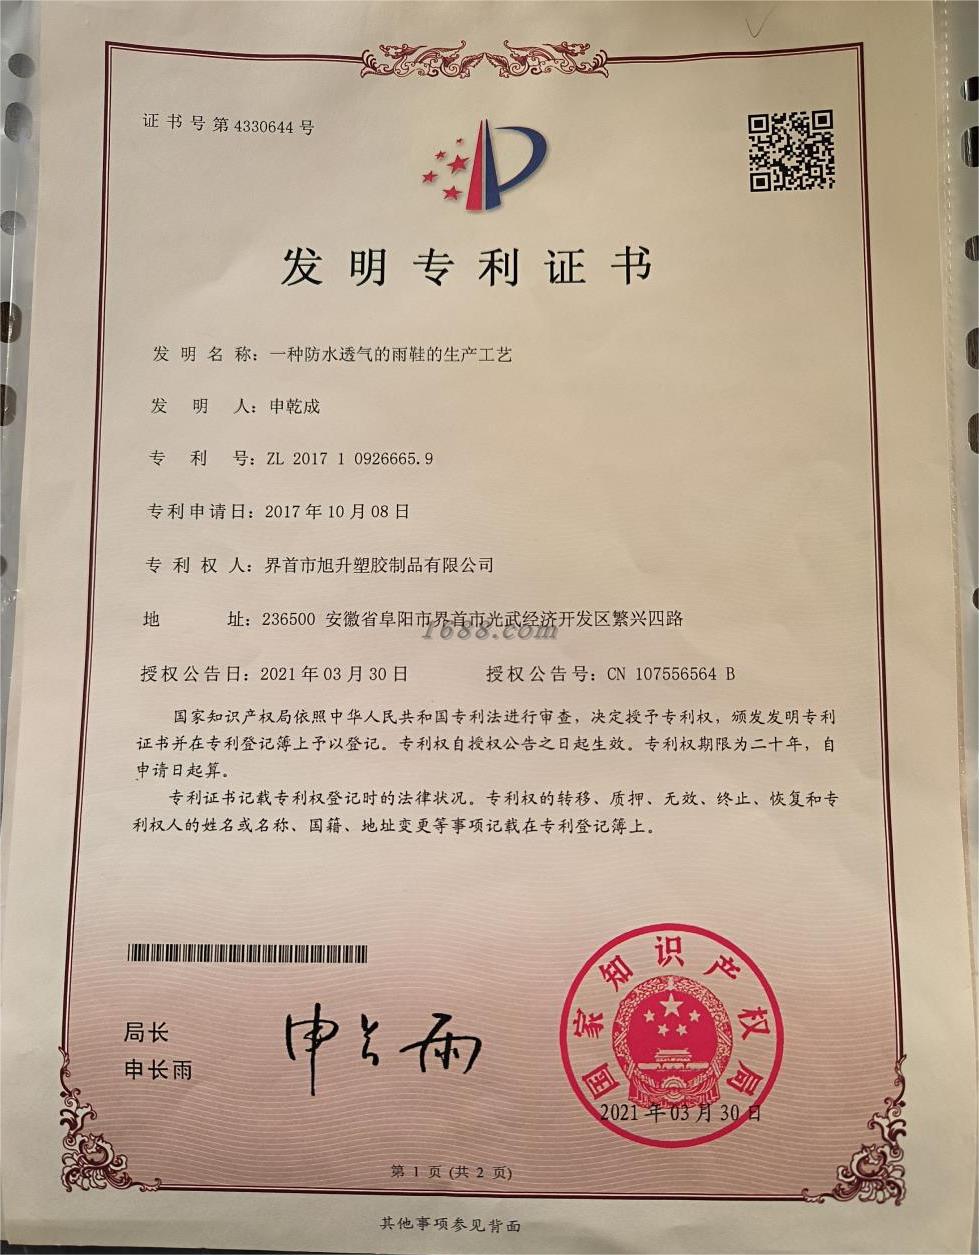 证书号第4330644号
发明专利证书
发明名称：一种防水透气的雨鞋的生产工艺
发明人：申乾成
专利号：ZL 2017 1 0926665.9
专利申请日：2017年10月08日
专利权人：界首市旭升塑胶制品有限公司
地址：236500 安徽省阜阳市界首市光武经济开发区繁兴四路
1688.com
授权公告日：2021年03月30日 授权公告号：CN 107556564 B
国家知识产权局依照中华人民共和国专利法进行审查，决定授予专利权，颁发发明专利
证书并在专利登记簿上予以登记。专利权自授权公告之日起生效。专利权期限为二十年，自
申请日起算。
专利证书记载专利权登记时的法律状况。专利权的转移、质押、无效、终止、恢复和专
利权人的姓名或名称、国籍、地址变更等事项记载在专利登记簿上。
局长
申长雨
申长雨
国家知识产权局
2021年03月30日
第1页(共2页)
其他事项参见背面